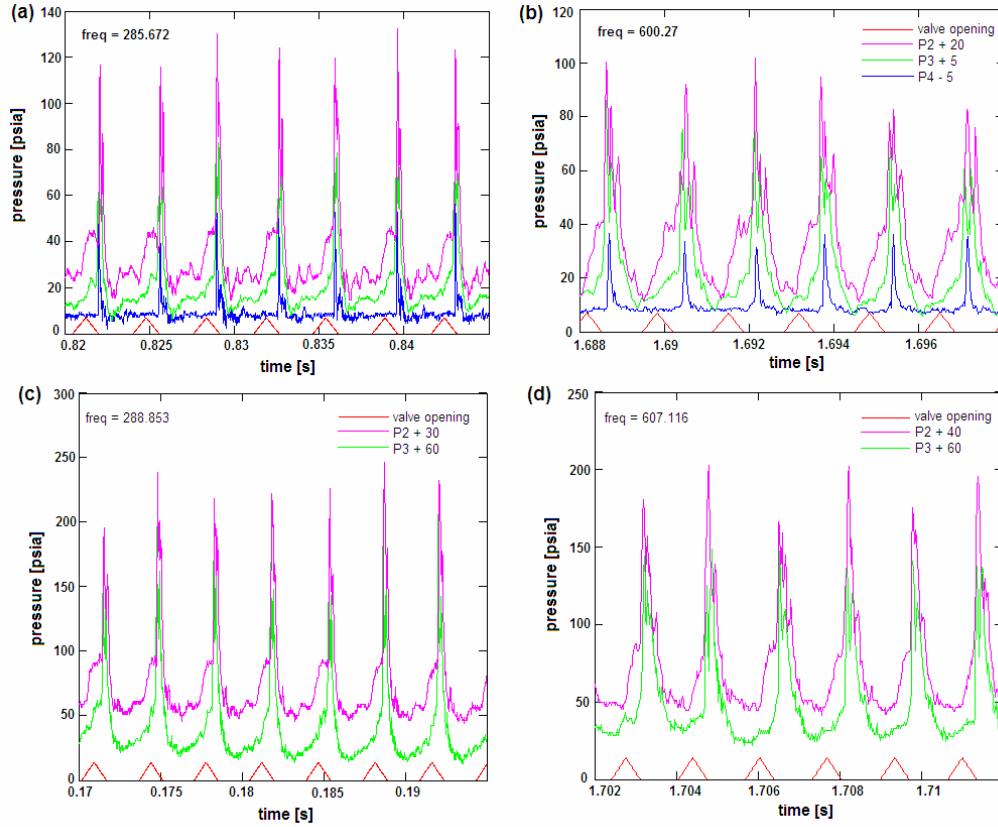 (a)
freq = 285.672
pressure [psia]
140
120
100
80
60
40
20
0
0.82
0.825
0.83
0.835
0.84
time [s]
(b)
freq = 600.27
valve opening
P2 + 20
P3 + 5
P4 - 5
pressure [psia]
120
100
80
60
40
20
0
1.688
1.69
1.692
1.694
1.696
time [s]
(c)
freq = 288.853
valve opening
P2 + 30
P3 + 60
pressure [psia]
300
250
200
150
100
50
0
0.17
0.175
0.18
0.185
0.19
time [s]
(d)
freq = 607.116
valve opening
P2 + 40
P3 + 60
pressure [psia]
250
200
150
100
50
0
1.702
1.704
1.706
1.708
1.71
time [s]